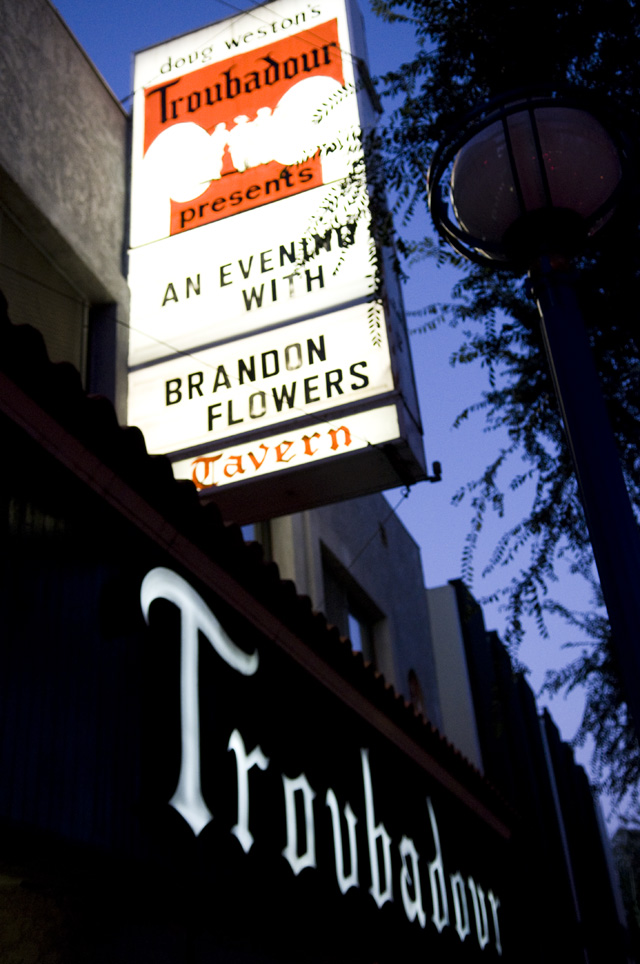 doug weston's
Troubadour
presents
AN EVENING
WITH
BRANDON
FLOWERS
Tavern
Troubadour